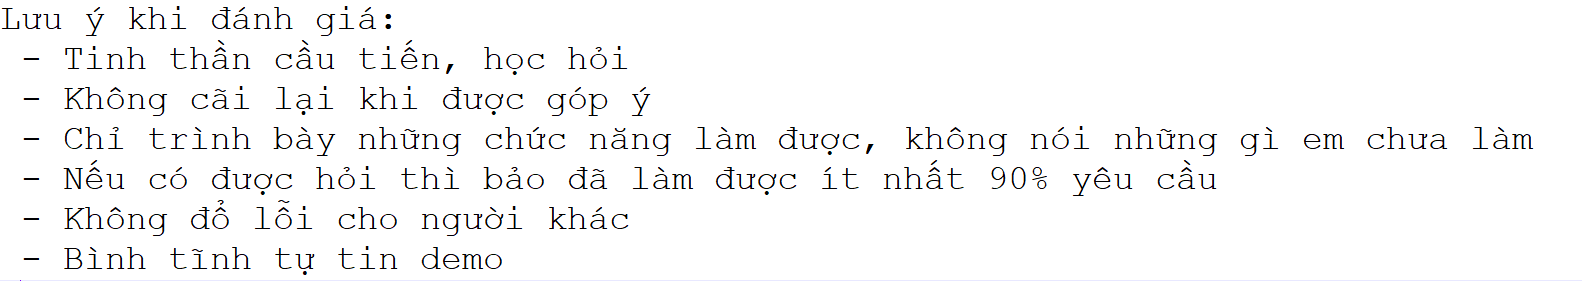 Lưu ý khi đánh giá:
- Tinh thần cầu tiến, học hỏi
- Không cãi lại khi được góp ý
- Chỉ trình bày những chức năng làm được, không nói những gì em chưa làm
- Nếu có được hỏi thì bảo đã làm được ít nhất 90% yêu cầu
- Không đổ lỗi cho người khác
- Bình tĩnh tự tin demo